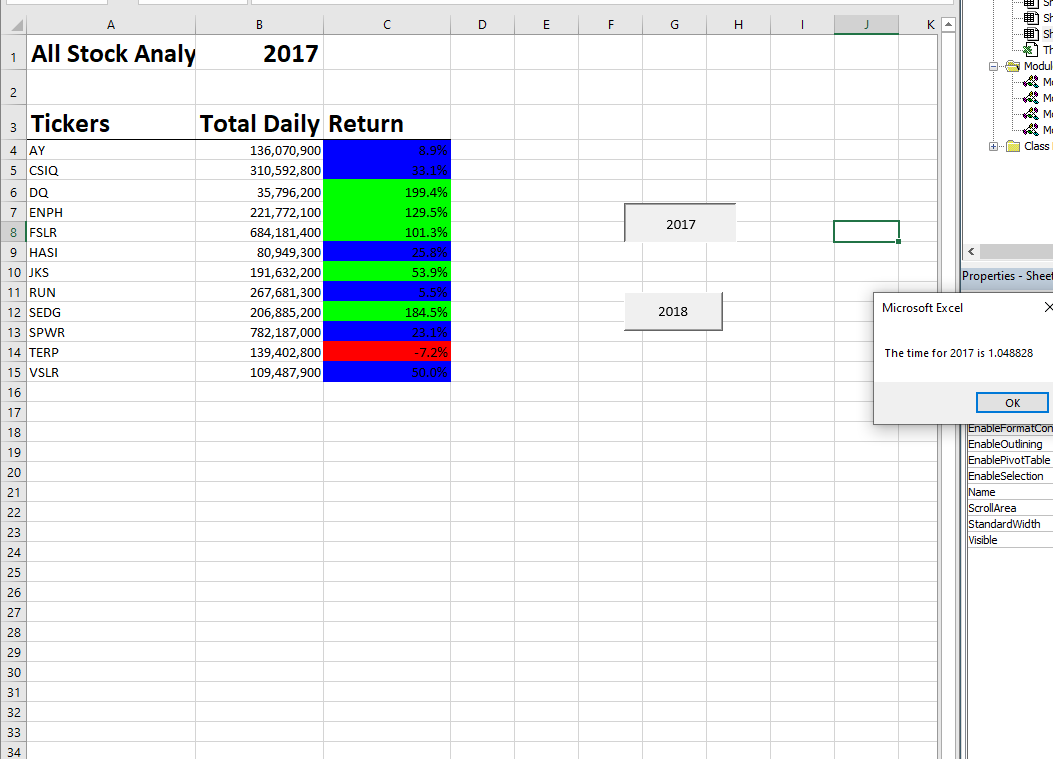 A B C D E F G H I J K
1 All Stock Analy 2017
2
3 Tickers Total Daily Return
4 AY 136,070,900 8.9%
5 CSIQ 310,592,800 33.1%
6 DQ 35,796,200 199.4%
7 ENPH 221,772,100 129.5%
8 FSLR 684,181,400 101.3%
9 HASI 80,949,300 25.8%
10 JKS 191,632,200 53.9%
11 RUN 267,681,300 5.5%
12 SEDG 206,885,200 184.5%
13 SPWR 782,187,000 23.1%
14 TERP 139,402,800 -7.2%
15 VSLR 109,487,900 50.0%
16
17
18
19
20
21
22
23
24
25
26
27
28
29
30
31
32
33
34
2017
2018
Sh
Sh
Sh
Th
Modul
Mo
Mo
Mo
Mo
Class
Properties - Sheet
Microsoft Excel
The time for 2017 is 1.048828
OK
EnableFormatCon
EnableOutlining
EnablePivotTable
EnableSelection
Name
ScrollArea
StandardWidth
Visible